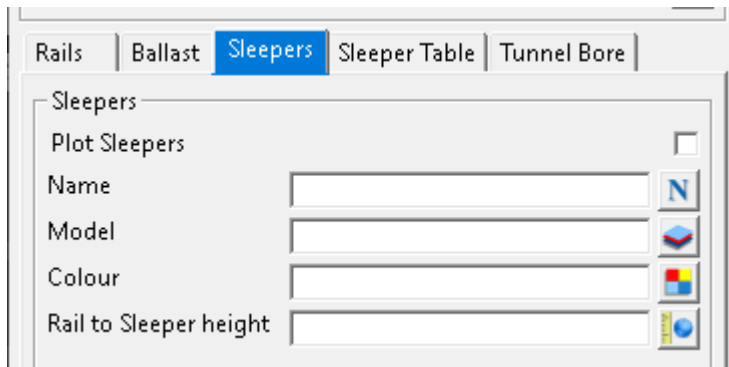 Rails Ballast Sleepers Sleeper Table Tunnel Bore
Sleepers
Plot Sleepers
Name N
Model
Colour
Rail to Sleeper height